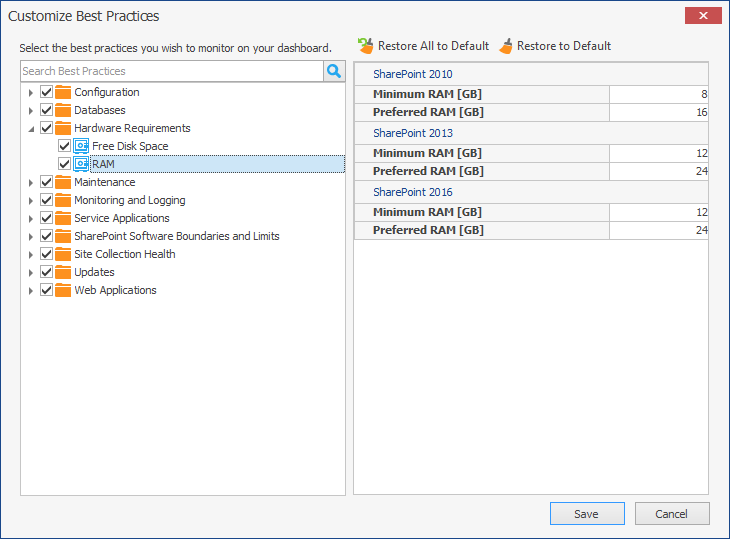 Customize Best Practices
Select the best practices you wish to monitor on your dashboard.
Search Best Practices
Configuration
Databases
Hardware Requirements
Free Disk Space
RAM
Maintenance
Monitoring and Logging
Service Applications
SharePoint Software Boundaries and Limits
Site Collection Health
Updates
Web Applications
Restore All to Default Restore to Default
SharePoint 2010
Minimum RAM [GB] 8
Preferred RAM [GB] 16
SharePoint 2013
Minimum RAM [GB] 12
Preferred RAM [GB] 24
SharePoint 2016
Minimum RAM [GB] 12
Preferred RAM [GB] 24
Save Cancel